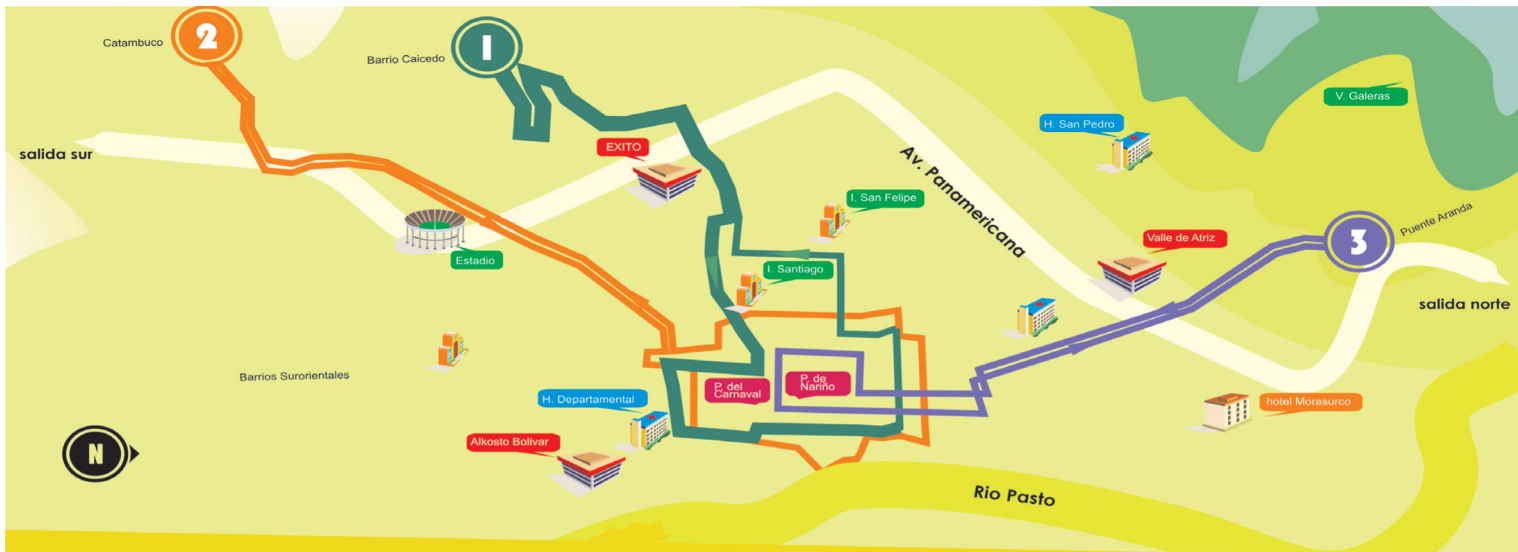 Catambuco
2
1
Barrio Caicedo
V. Galeras
H. San Pedro
salida sur
EXITO
Av. Panamericana
I. San Felipe
Puente Aranda
3
Valle de Atriz
Estadio
I. Santiago
salida norte
Barrios Surorientales
P. del
Carnaval
P. de
Nariño
H. Departamental
hotel Morasurco
Alkosto Bolivar
N
Rio Pasto